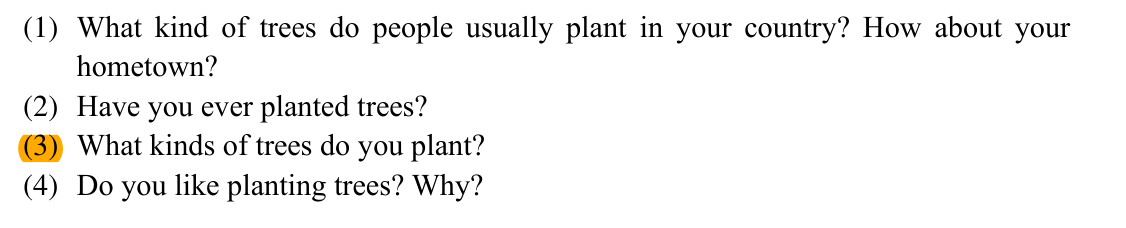 (1) What kind of trees do people usually plant in your country? How about your
hometown?
(2) Have you ever planted trees?
(3) What kinds of trees do you plant?
(4) Do you like planting trees? Why?